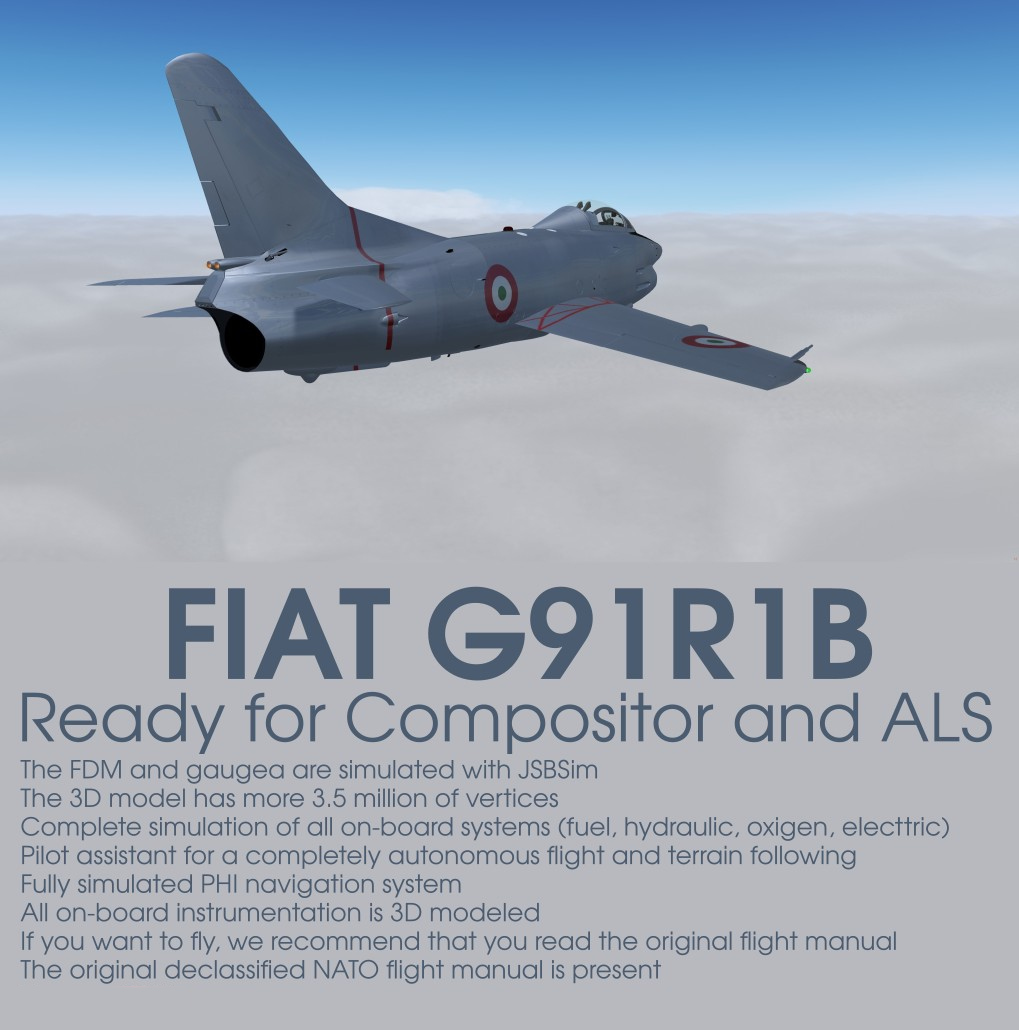 FIAT G91R1B
Ready for Compositor and ALS
The FDM and gaugea are simulated with JSBSim
The 3D model has more 3.5 million of vertices
Complete simulation of all on-board systems (fuel, hydraulic, oxigen, electtric)
Pilot assistant for a completely autonomous flight and terrain following
Fully simulated PHI navigation system
All on-board instrumentation is 3D modeled
If you want to fly, we recommend that you read the original flight manual
The original declassified NATO flight manual is present